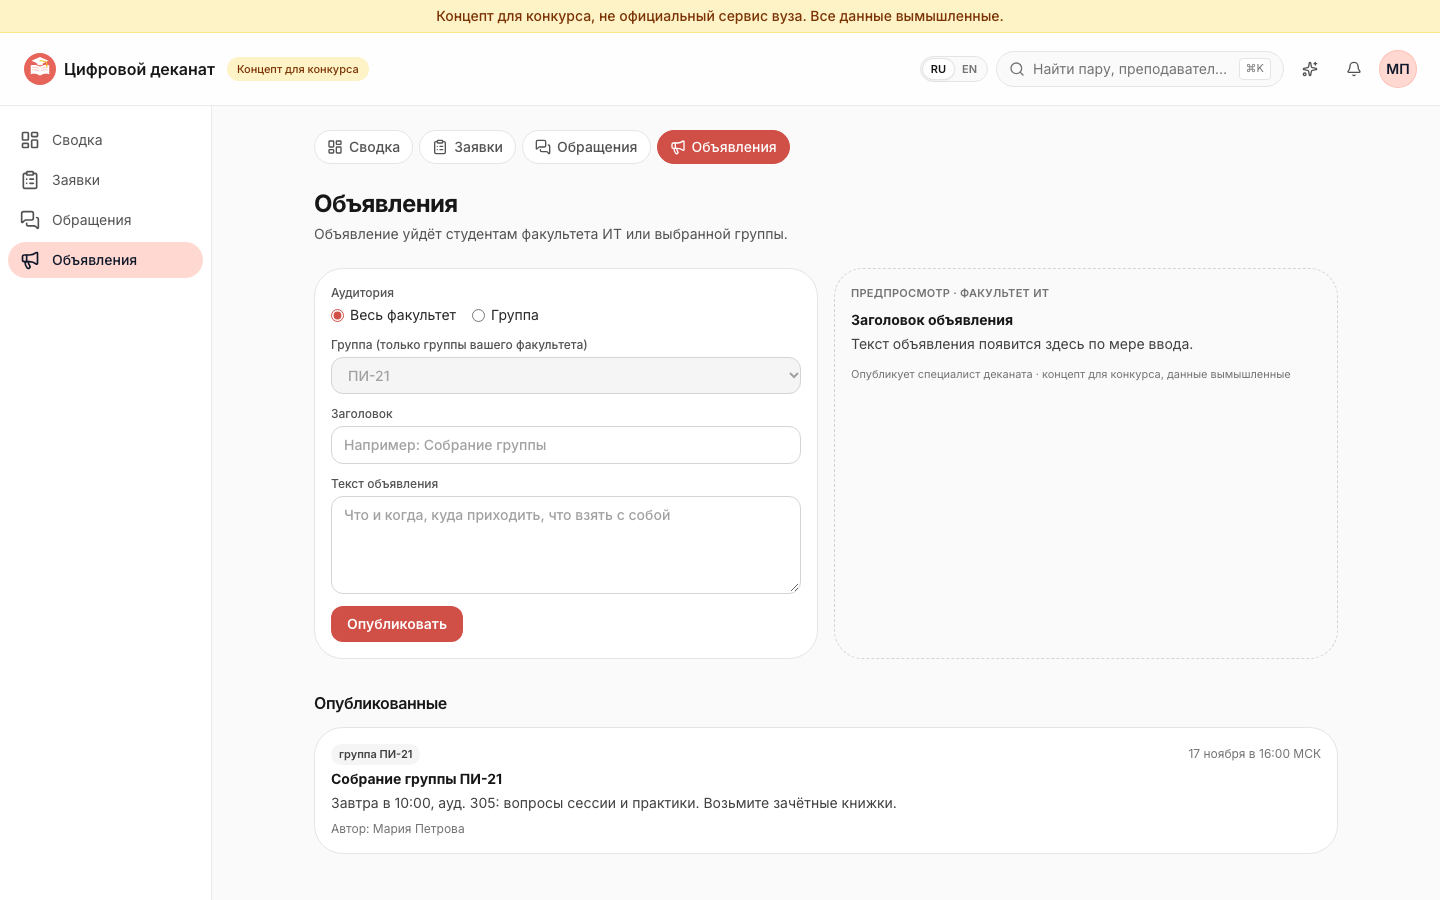 Концепт для конкурса, не официальный сервис вуза. Все данные вымышленные.
Цифровой деканат
Концепт для конкурса
RU EN
Найти пару, преподавател... ⌘K
МП
Сводка
Заявки
Обращения
Объявления
Сводка Заявки Обращения Объявления
Объявления
Объявление уйдёт студентам факультета ИТ или выбранной группы.
Аудитория
Весь факультет Группа
Группа (только группы вашего факультета)
ПИ-21
Заголовок
Например: Собрание группы
Текст объявления
Что и когда, куда приходить, что взять с собой
Опубликовать
ПРЕДПРОСМОТР · ФАКУЛЬТЕТ ИТ
Заголовок объявления
Текст объявления появится здесь по мере ввода.
Опубликует специалист деканата · концепт для конкурса, данные вымышленные
Опубликованные
группа ПИ-21 17 ноября в 16:00 МСК
Собрание группы ПИ-21
Завтра в 10:00, ауд. 305: вопросы сессии и практики. Возьмите зачётные книжки.
Автор: Мария Петрова